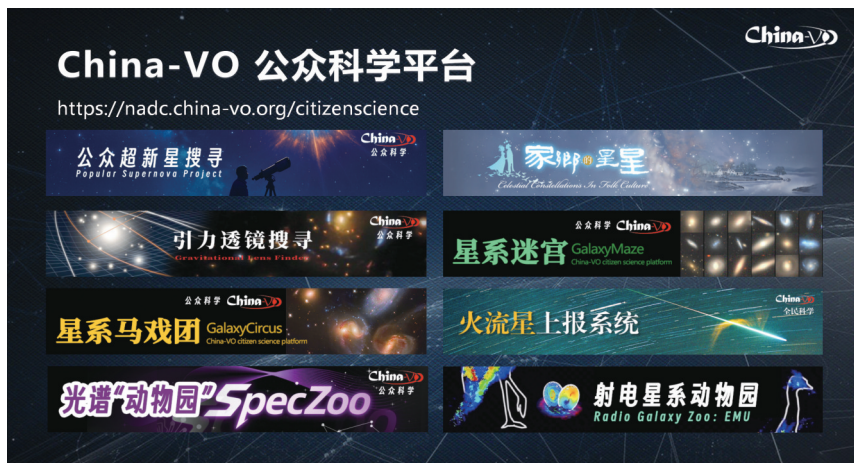 China-VO
China-VO 公众科学平台
https://nadc.china-vo.org/citizenscience
China-VO
公众科学
公众超新星搜寻
Popular Supernova Project
家乡的星星
Celestial Constellations In Folk Culture
China-VO
公众科学
引力透镜搜寻
Gravitational Lens Finder
公众科学 China-VO
星系迷宫 GalaxyMaze
China-VO citizen science platform
公众科学 China-VO
星系马戏团 GalaxyCircus
China-VO citizen science platform
China-VO
全民科学
火流星上报系统
China-VO
公众科学
光谱“动物园”SpecZoo
射电星系动物园
Radio Galaxy Zoo: EMU